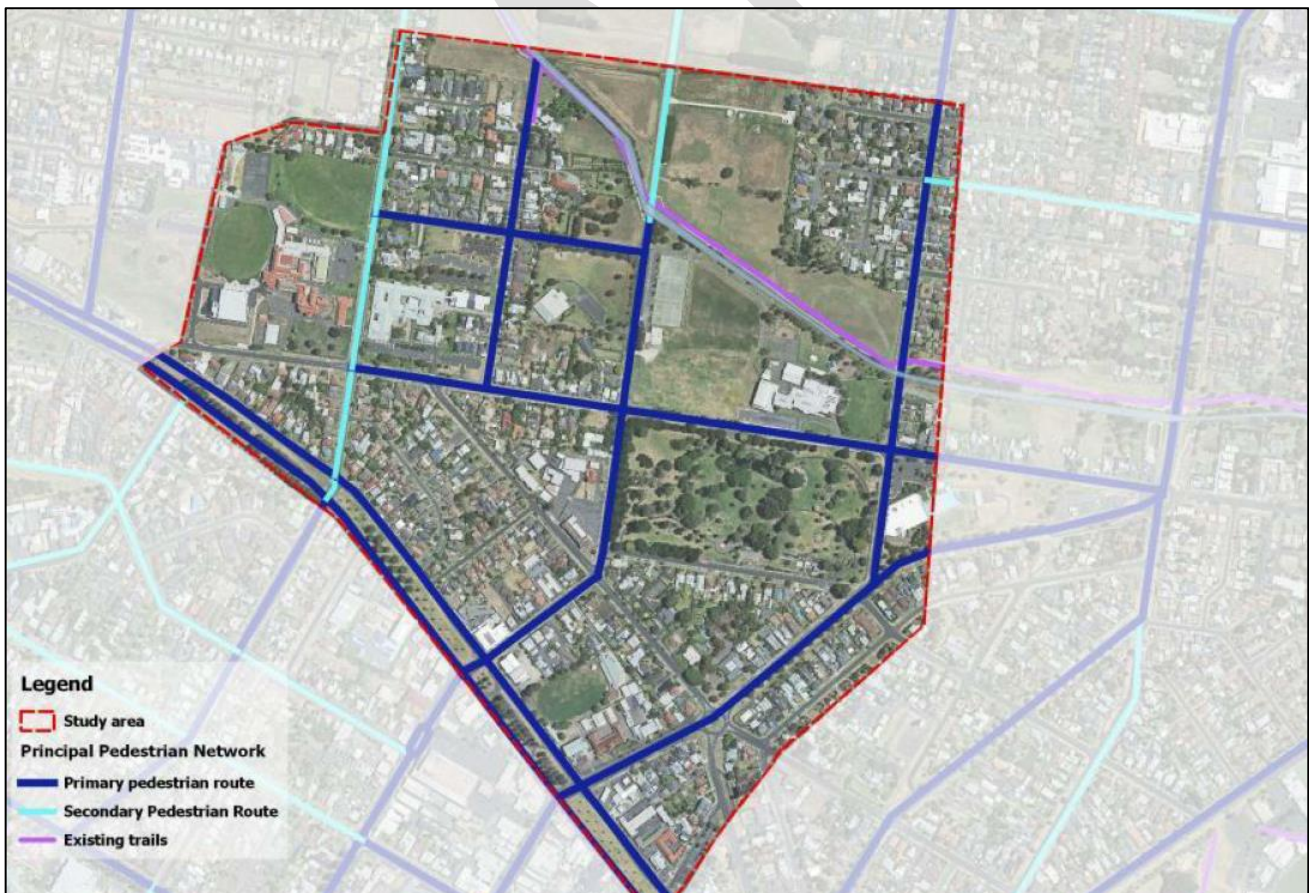 Legend
Study area
Principal Pedestrian Network
Primary pedestrian route
Secondary Pedestrian Route
Existing trails